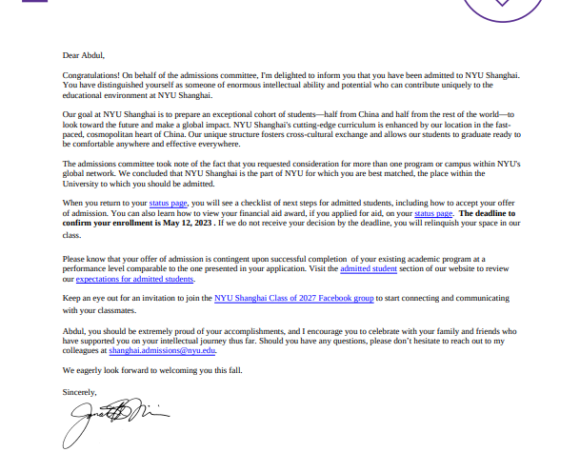 Dear Abdul,
Congratulations! On behalf of the admissions committee, I'm delighted to inform you that you have been admitted to NYU Shanghai.
You have distinguished yourself as someone of enormous intellectual ability and potential who can contribute uniquely to the
educational environment at NYU Shanghai.
Our goal at NYU Shanghai is to prepare an exceptional cohort of students—half from China and half from the rest of the world—to
look toward the future and make a global impact. NYU Shanghai's cutting-edge curriculum is enhanced by our location in the fast-
paced, cosmopolitan heart of China. Our unique structure fosters cross-cultural exchange and allows our students to graduate ready to
be comfortable anywhere and effective everywhere.
The admissions committee took note of the fact that you requested consideration for more than one program or campus within NYU's
global network. We concluded that NYU Shanghai is the part of NYU for which you are best matched, the place within the
University to which you should be admitted.
When you return to your status page, you will see a checklist of next steps for admitted students, including how to accept your offer
of admission. You can also learn how to view your financial aid award, if you applied for aid, on your status page. The deadline to
confirm your enrollment is May 12, 2023 . If we do not receive your decision by the deadline, you will relinquish your space in our
class.
Please know that your offer of admission is contingent upon successful completion of your existing academic program at a
performance level comparable to the one presented in your application. Visit the admitted student section of our website to review
our expectations for admitted students.
Keep an eye out for an invitation to join the NYU Shanghai Class of 2027 Facebook group to start connecting and communicating
with your classmates.
Abdul, you should be extremely proud of your accomplishments, and I encourage you to celebrate with your family and friends who
have supported you on your intellectual journey thus far. Should you have any questions, please don't hesitate to reach out to my
colleagues at shanghai.admissions@nyu.edu.
We eagerly look forward to welcoming you this fall.
Sincerely,